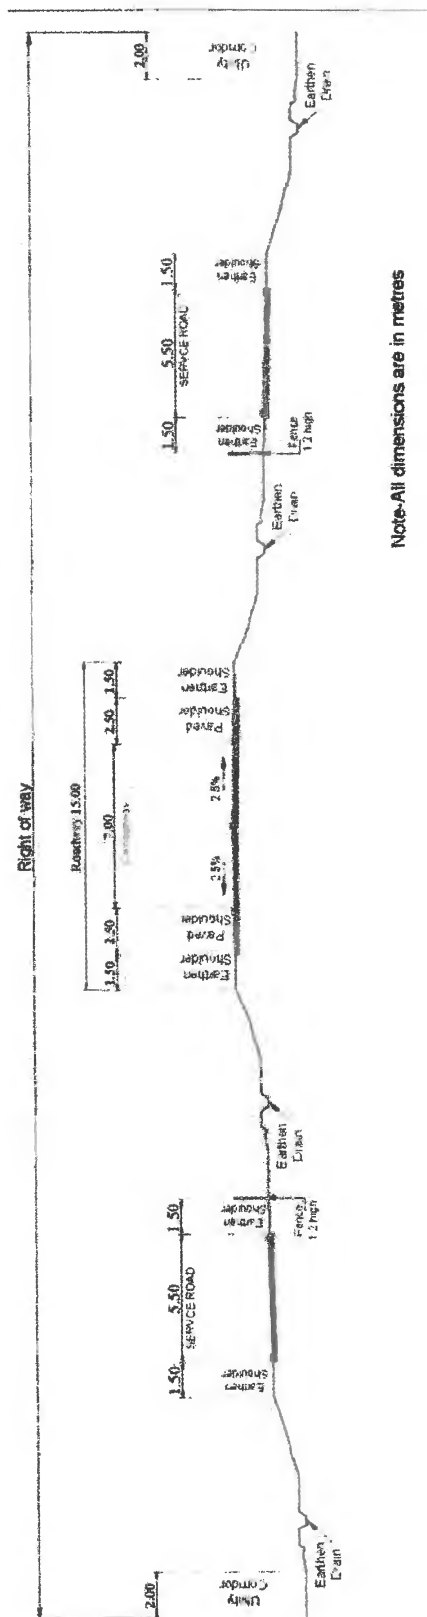 Right of way
2.00
Utility
Corridor
Earthen
Drain
1.50
5.50
1.50
SERVICE ROAD
Earthen
Shoulder
Earthen
Shoulder
Fence
1.2 high
Earthen
Drain
Roadway 15.00
1.50
2.50
7.00
2.50
1.50
Carriageway
Earthen
Shoulder
Paved
Shoulder
2.5%
2.5%
Paved
Shoulder
Earthen
Shoulder
Earthen
Drain
1.50
5.50
1.50
SERVICE ROAD
Fence
1.2 high
Earthen
Shoulder
Earthen
Shoulder
Earthen
Drain
2.00
Utility
Corridor
Note-All dimensions are in metres